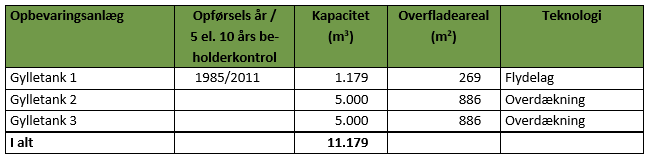 Opbevaringsanlæg Opførsels år / Kapacitet Overfladeareal Teknologi
5 el. 10 års be- (m³) (m²)
holderkontrol
Gylletank 1 1985/2011 1.179 269 Flydelag
Gylletank 2 5.000 886 Overdækning
Gylletank 3 5.000 886 Overdækning
I alt 11.179